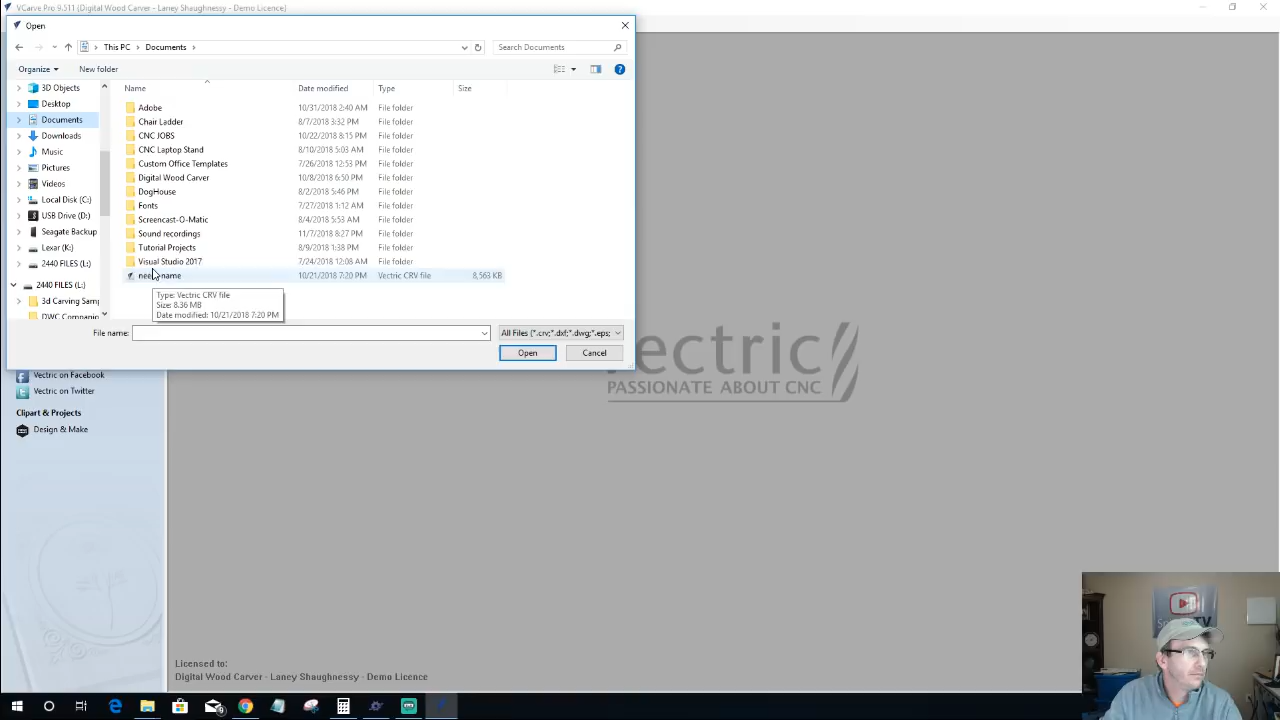 VCarve Pro 9.511 (Digital Wood Carver - Laney Shaughnessy - Demo Licence)
Open
This PC > Documents >
Search Documents
Organize
New folder
Name
Date modified
Type
Size
3D Objects
Desktop
Documents
Downloads
Music
Pictures
Videos
Local Disk (C:)
USB Drive (D:)
Seagate Backup
Lexar (K:)
2440 FILES (L:)
2440 FILES (L:)
3d Carving Samp
DWC Companio
Adobe 10/31/2018 2:40 AM File folder
Chair Ladder 8/7/2018 3:32 PM File folder
CNC JOBS 10/22/2018 8:15 PM File folder
CNC Laptop Stand 8/10/2018 5:03 AM File folder
Custom Office Templates 7/26/2018 12:53 PM File folder
Digital Wood Carver 10/8/2018 6:50 PM File folder
DogHouse 8/2/2018 5:46 PM File folder
Fonts 7/27/2018 1:12 AM File folder
Screencast-O-Matic 8/4/2018 5:53 AM File folder
Sound recordings 11/7/2018 8:27 PM File folder
Tutorial Projects 8/9/2018 1:38 PM File folder
Visual Studio 2017 7/24/2018 12:08 AM File folder
name 10/21/2018 7:20 PM Vectric CRV file 8,563 KB
Type: Vectric CRV file
Size: 8.36 MB
Date modified: 10/21/2018 7:20 PM
File name:
All Files (*.crv;*.dxf;*.dwg;*.eps;
Open
Cancel
Vectric on Facebook
Vectric on Twitter
Clipart & Projects
Design & Make
vectric
PASSIONATE ABOUT CNC
Licensed to:
Digital Wood Carver - Laney Shaughnessy - Demo Licence